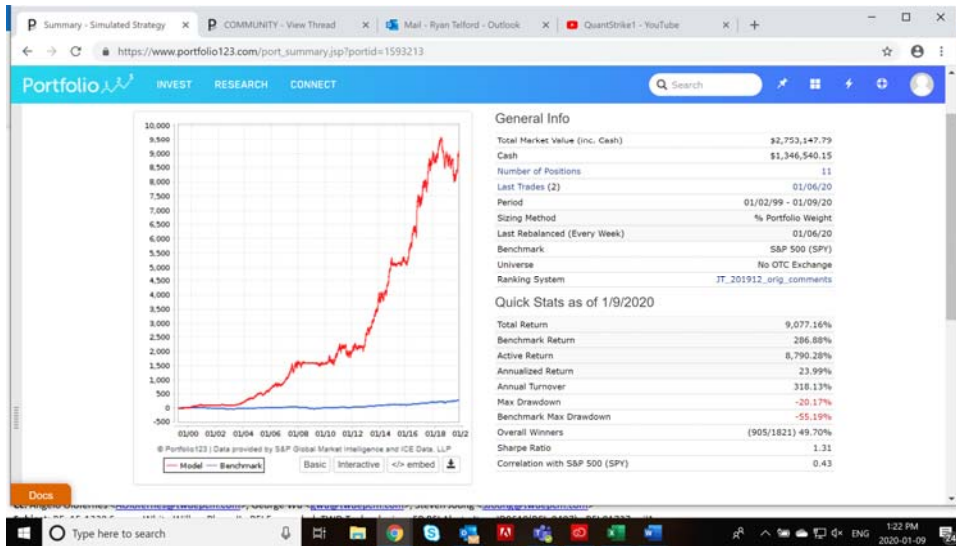 Summary - Simulated Strategy
COMMUNITY - View Thread
Mail - Ryan Telford - Outlook
QuantStrike1 - YouTube
https://www.portfolio123.com/port_summary.jsp?portid=1593213
Portfolio123 INVEST RESEARCH CONNECT Search
10,000
9,500
9,000
8,500
8,000
7,500
7,000
6,500
6,000
5,500
5,000
4,500
4,000
3,500
3,000
2,500
2,000
1,500
1,000
500
0
-500
01/00 01/02 01/04 01/06 01/08 01/10 01/12 01/14 01/16 01/18 01/2
© Portfolio123 | Data provided by S&P Global Market Intelligence and ICE Data, LLP
Model Benchmark Basic Interactive </> embed
General Info
Total Market Value (inc. Cash) $2,753,147.79
Cash $1,346,540.15
Number of Positions 11
Last Trades (2) 01/06/20
Period 01/02/99 - 01/09/20
Sizing Method % Portfolio Weight
Last Rebalanced (Every Week) 01/06/20
Benchmark S&P 500 (SPY)
Universe No OTC Exchange
Ranking System JT_201912_orig_comments
Quick Stats as of 1/9/2020
Total Return 9,077.16%
Benchmark Return 286.88%
Active Return 8,790.28%
Annualized Return 23.99%
Annual Turnover 318.13%
Max Drawdown -20.17%
Benchmark Max Drawdown -55.19%
Overall Winners (905/1821) 49.70%
Sharpe Ratio 1.31
Correlation with S&P 500 (SPY) 0.43
Docs
Type here to search
ENG
1:22 PM
2020-01-09
24